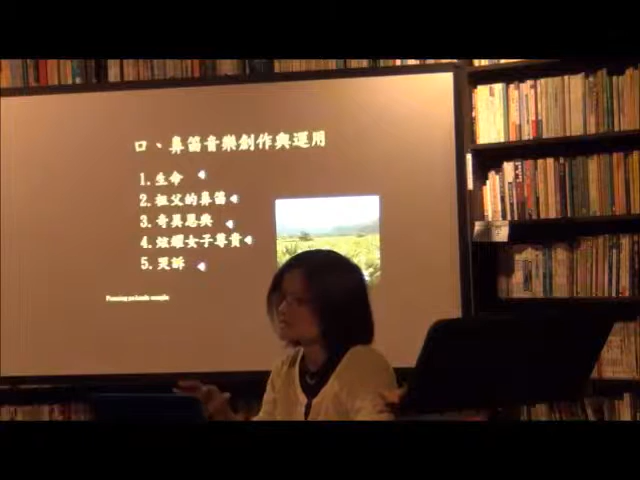 口、鼻笛音樂創作與運用
1.生命
2.祖父的鼻笛
3.奇異恩典
4.炫耀女子尊貴
5.哭訴